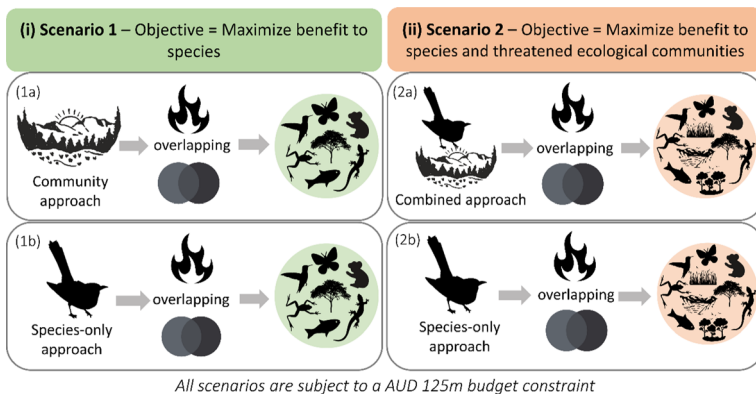 (i) Scenario 1 – Objective = Maximize benefit to
species
(ii) Scenario 2 – Objective = Maximize benefit to
species and threatened ecological communities
(1a)
overlapping
Community
approach
(2a)
overlapping
Combined approach
(1b)
overlapping
Species-only
approach
(2b)
overlapping
Species-only
approach
All scenarios are subject to a AUD 125m budget constraint